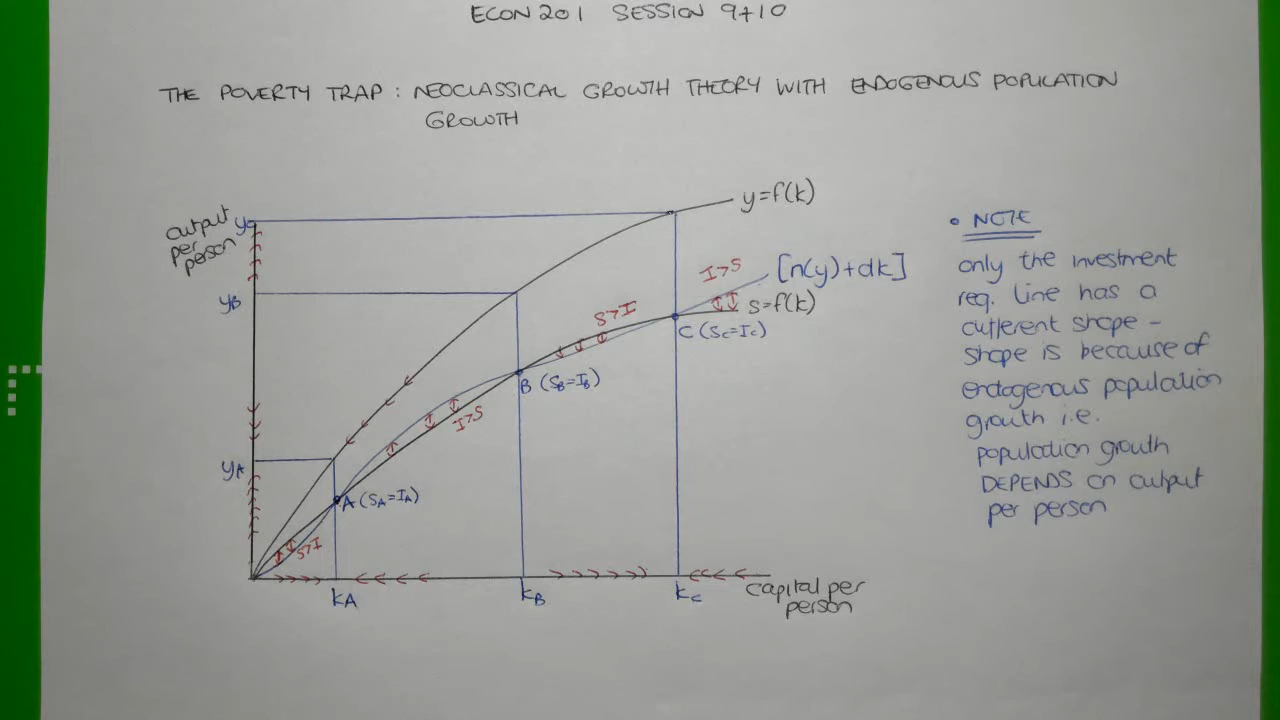 ECON 201 SESSION 9+10
THE POVERTY TRAP : NEOCLASSICAL GROWTH THEORY WITH ENDOGENOUS POPULATION
GROWTH
output
per
person
yc
y=f(k)
I>S
[n(y)+dk]
s=f(k)
S>I
C (Sc=Ic)
yB
B (SB=IB)
I>S
yA
A (SA=IA)
S>I
kA
kB
kc
capital per
person
• NOTE
only the investment
req. line has a
different shape -
shape is because of
endogenous population
growth i.e.
population growth
DEPENDS on output
per person